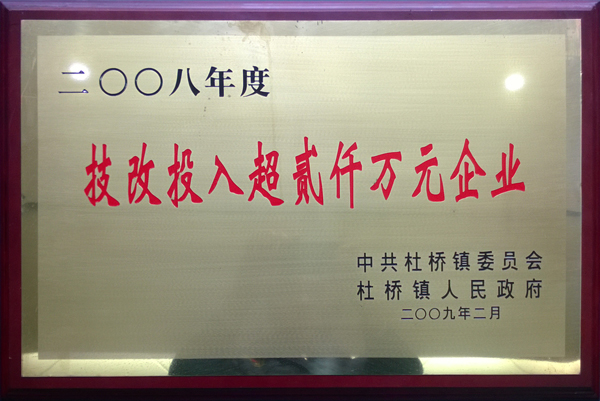 二〇〇八年度
技改投入超贰仟万元企业
中共杜桥镇委员会
杜桥镇人民政府
二〇〇九年二月